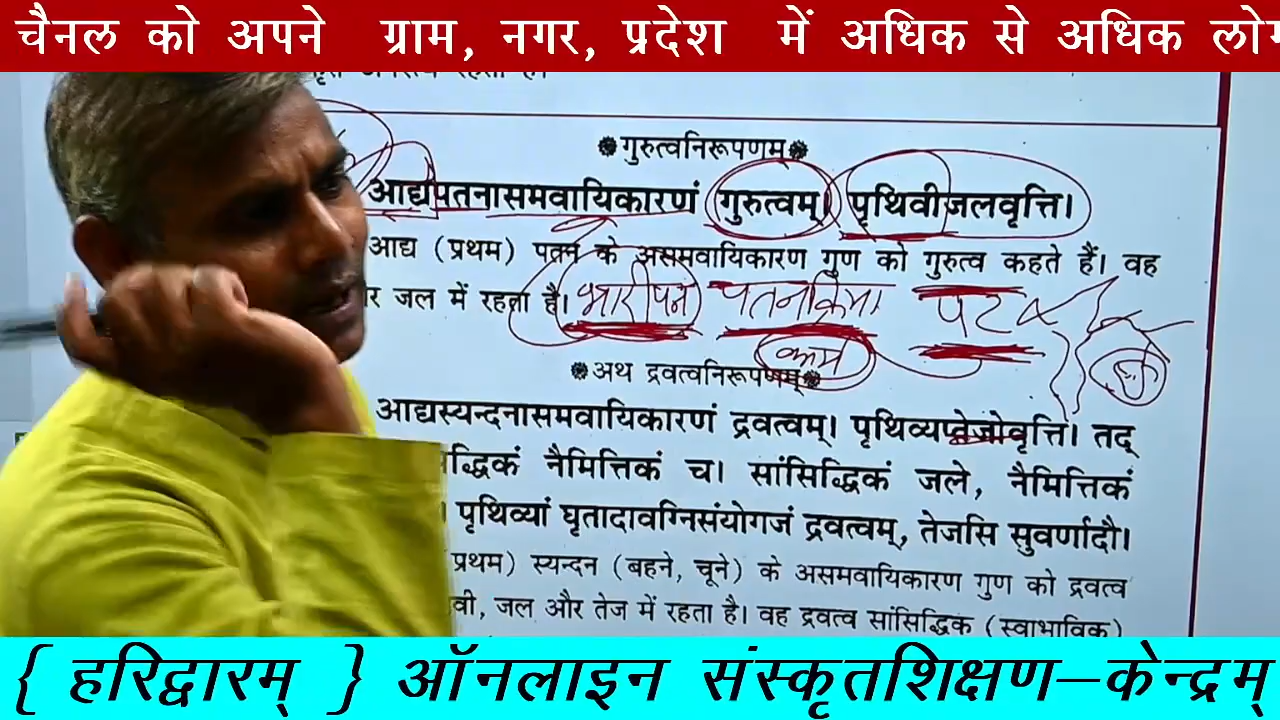 चैनल को अपने ग्राम, नगर, प्रदेश में अधिक से अधिक
गुरुत्वनिरूपणम्
आद्यपतनासमवायिकारणं गुरुत्वम्। पृथिवीजलवृत्ति।
आद्य (प्रथम) पतन के असमवायिकारण गुण को गुरुत्व कहते हैं। वह
जल में रहता है। भारीपन पतनक्रिया
कर्म
अथ द्रवत्वनिरूपणम्
आद्यस्यन्दनासमवायिकारणं द्रवत्वम्। पृथिव्यप्तेजोवृत्ति। तद्
नैमित्तिकं च। सांसिद्धिकं जले, नैमित्तिकं
पृथिव्यां घृतादावग्निसंयोगजं द्रवत्वम्, तेजसि सुवर्णादौ।
प्रथम) स्यन्दन (बहने, चूने) के असमवायिकारण गुण को द्रवत्व
जल और तेज में रहता है। वह द्रवत्व सांसिद्धिक (स्वाभाविक)
{ हरिद्वारम् } ऑनलाइन संस्कृतशिक्षण–केन्द्रम्